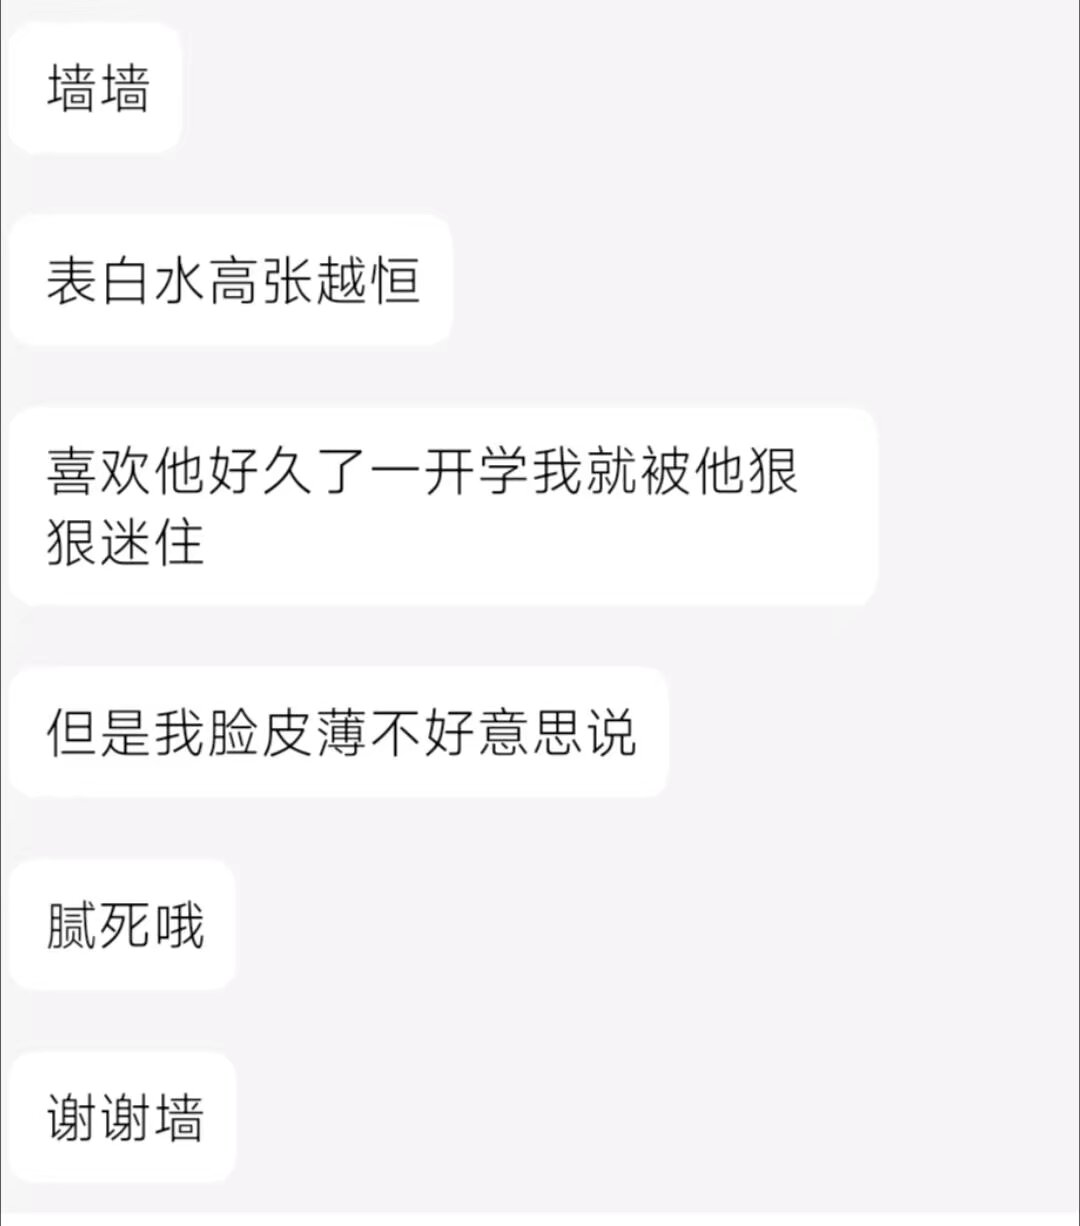 墙墙
表白水高张越恒
喜欢他好久了一开学我就被他狠
狠迷住
但是我脸皮薄不好意思说
腻死哦
谢谢墙